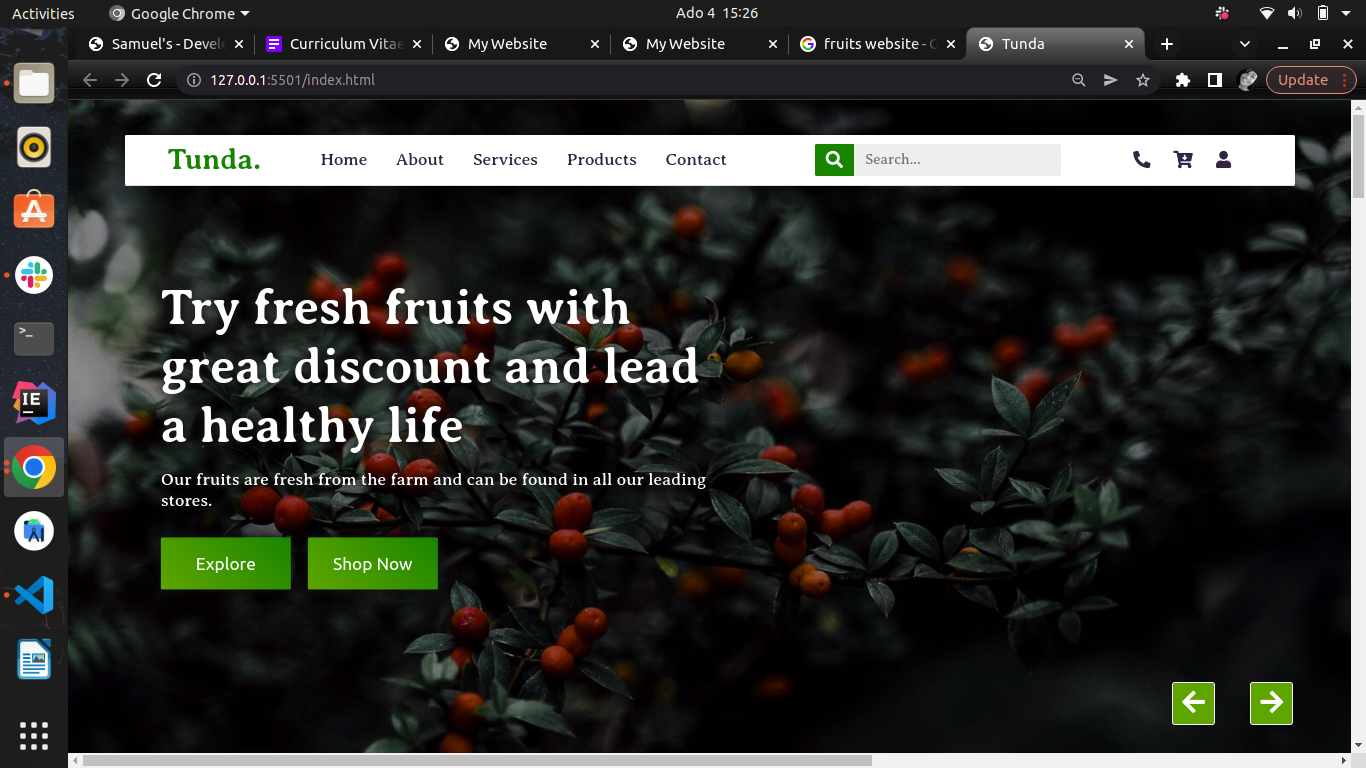 Activities
Google Chrome
Ado 4 15:26
Samuel's - Devel
Curriculum Vitae
My Website
My Website
fruits website - G
Tunda
127.0.0.1:5501/index.html
Update
Tunda.
Home
About
Services
Products
Contact
Search...
Try fresh fruits with
great discount and lead
a healthy life
Our fruits are fresh from the farm and can be found in all our leading
stores.
Explore
Shop Now
IE